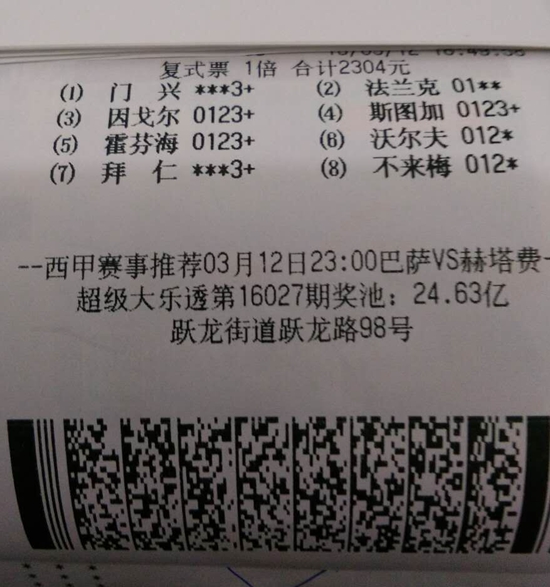 复式票 1倍 合计2304元
(1) 门 兴 ***3+ (2) 法兰克 01**
(3) 因戈尔 0123+ (4) 斯图加 0123+
(5) 霍芬海 0123+ (6) 沃尔夫 012*
(7) 拜 仁 ***3+ (8) 不来梅 012*
--西甲赛事推荐03月12日23:00巴萨VS赫塔费-
超级大乐透第16027期奖池：24.63亿
跃龙街道跃龙路98号